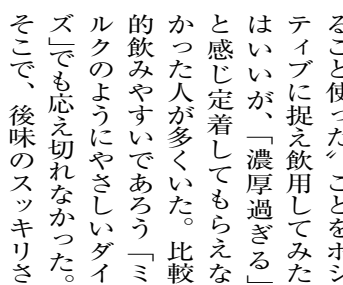 るこど使った〟ことをポジ
ティブに捉え飲用してみた
はいいが、「濃厚過ぎる」
と感じ定着してもらえな
かった人が多くいた。比較
的飲みやすいであろう「ミ
ルクのようにやさしいダイ
ズ」でも応え切れなかった。
そこで、後味のスッキリさ